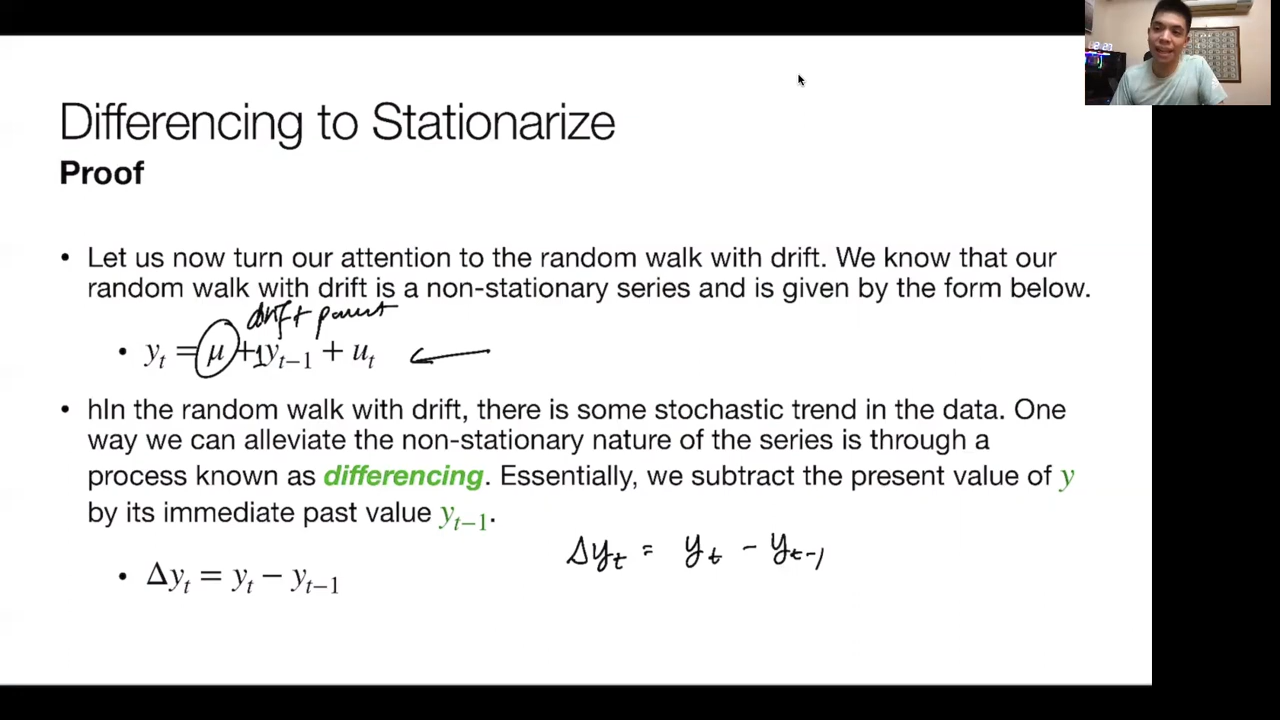 Differencing to Stationarize
Proof
• Let us now turn our attention to the random walk with drift. We know that our
random walk with drift is a non-stationary series and is given by the form below.
drift
• yₜ = μ + 1yₜ₋₁ + uₜ
• hIn the random walk with drift, there is some stochastic trend in the data. One
way we can alleviate the non-stationary nature of the series is through a
process known as differencing. Essentially, we subtract the present value of y
by its immediate past value yₜ₋₁.
Δyₜ = yₜ - yₜ₋₁
• Δyₜ = yₜ − yₜ₋₁